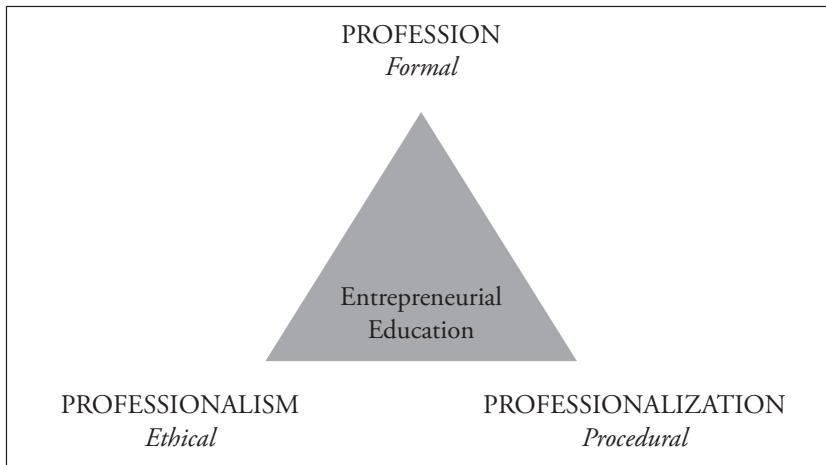 PROFESSION
Formal
Entrepreneurial
Education
PROFESSIONALISM
Ethical
PROFESSIONALIZATION
Procedural